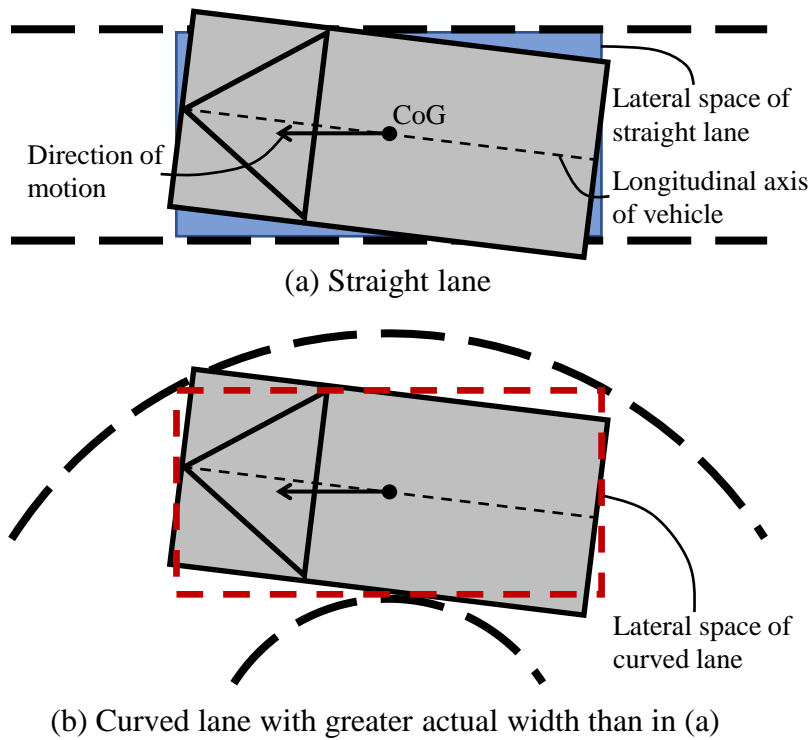 CoG
Lateral space of
straight lane
Direction of
motion
Longitudinal axis
of vehicle
(a) Straight lane
Lateral space of
curved lane
(b) Curved lane with greater actual width than in (a)